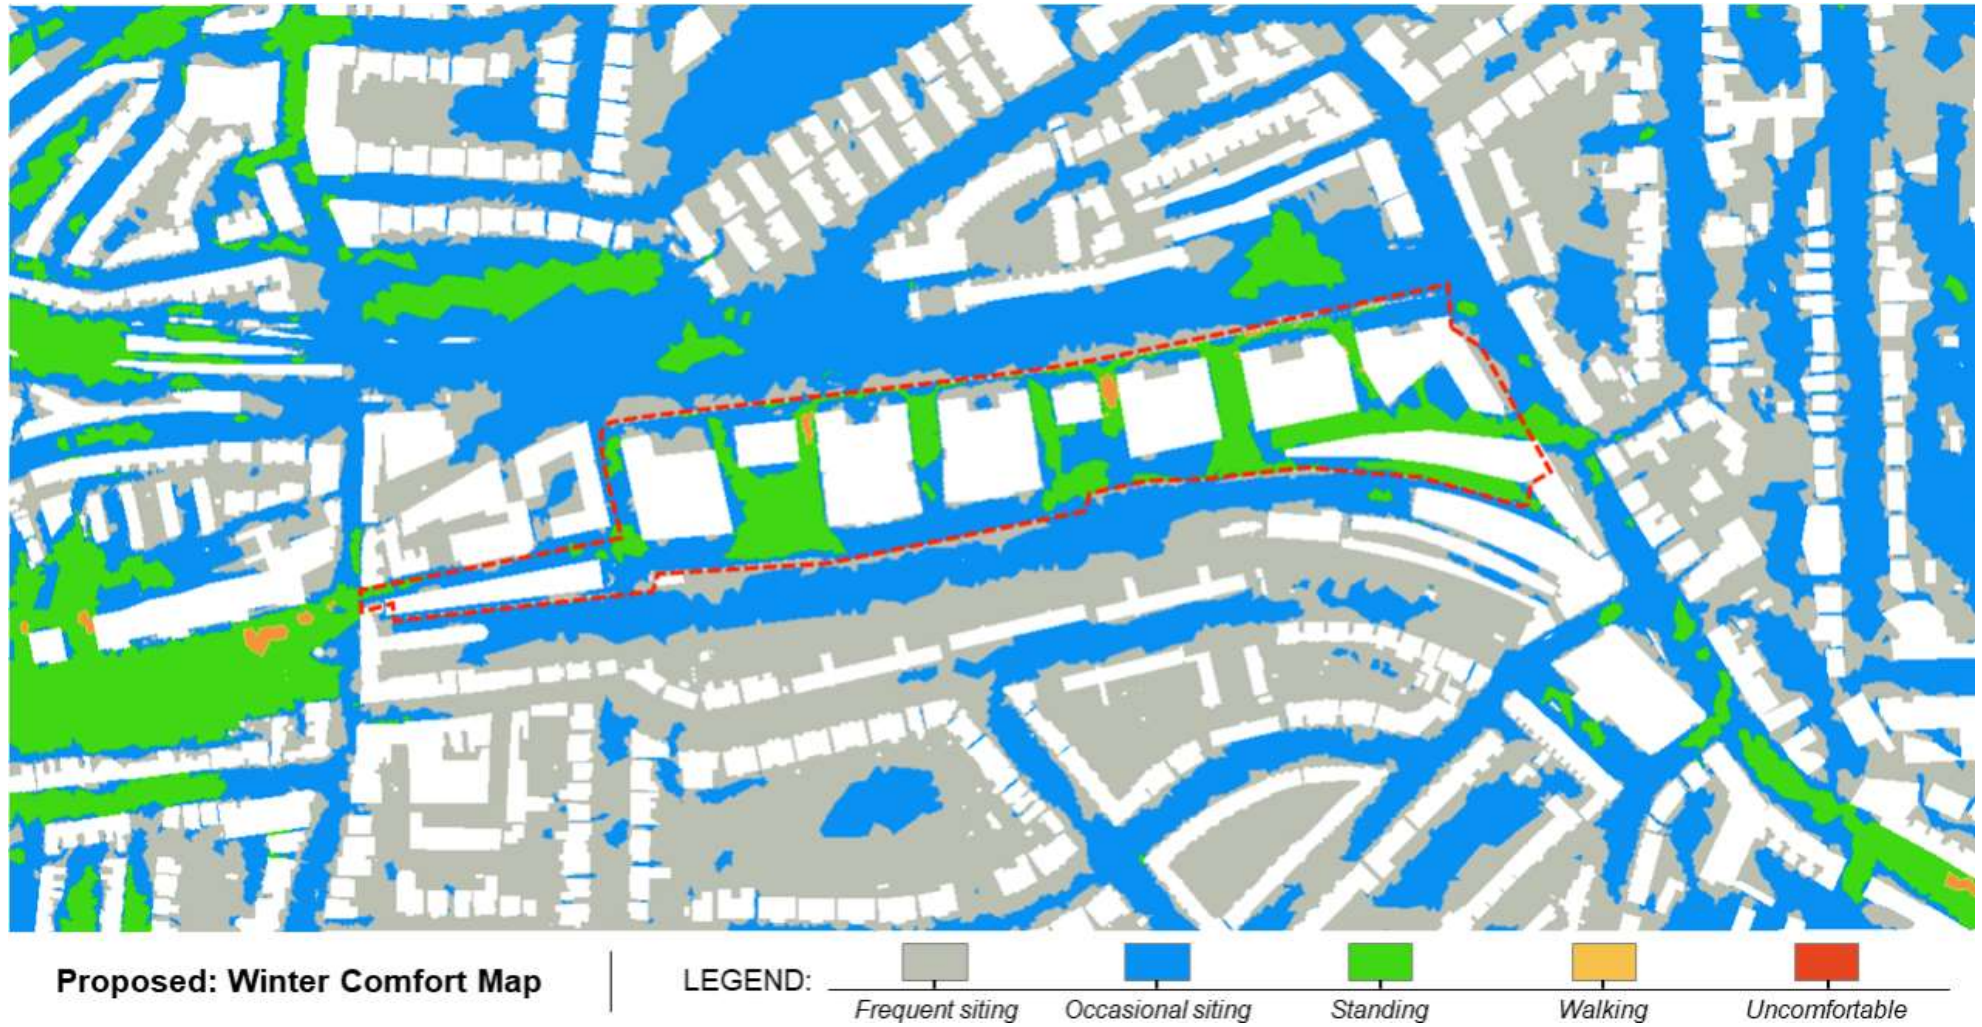 Proposed: Winter Comfort Map
LEGEND:
Frequent siting
Occasional siting
Standing
Walking
Uncomfortable